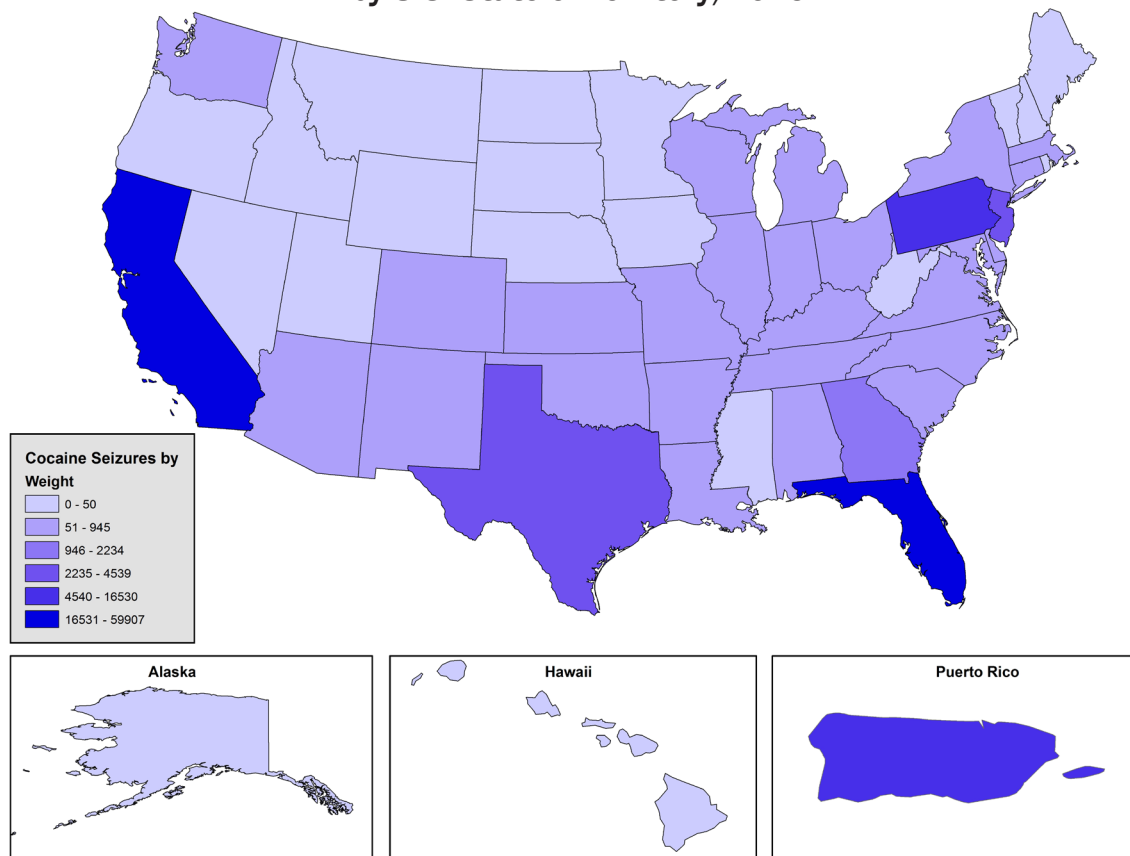 Cocaine Seizures by
Weight
0 - 50
51 - 945
946 - 2234
2235 - 4539
4540 - 16530
16531 - 59907
Alaska
Hawaii
Puerto Rico